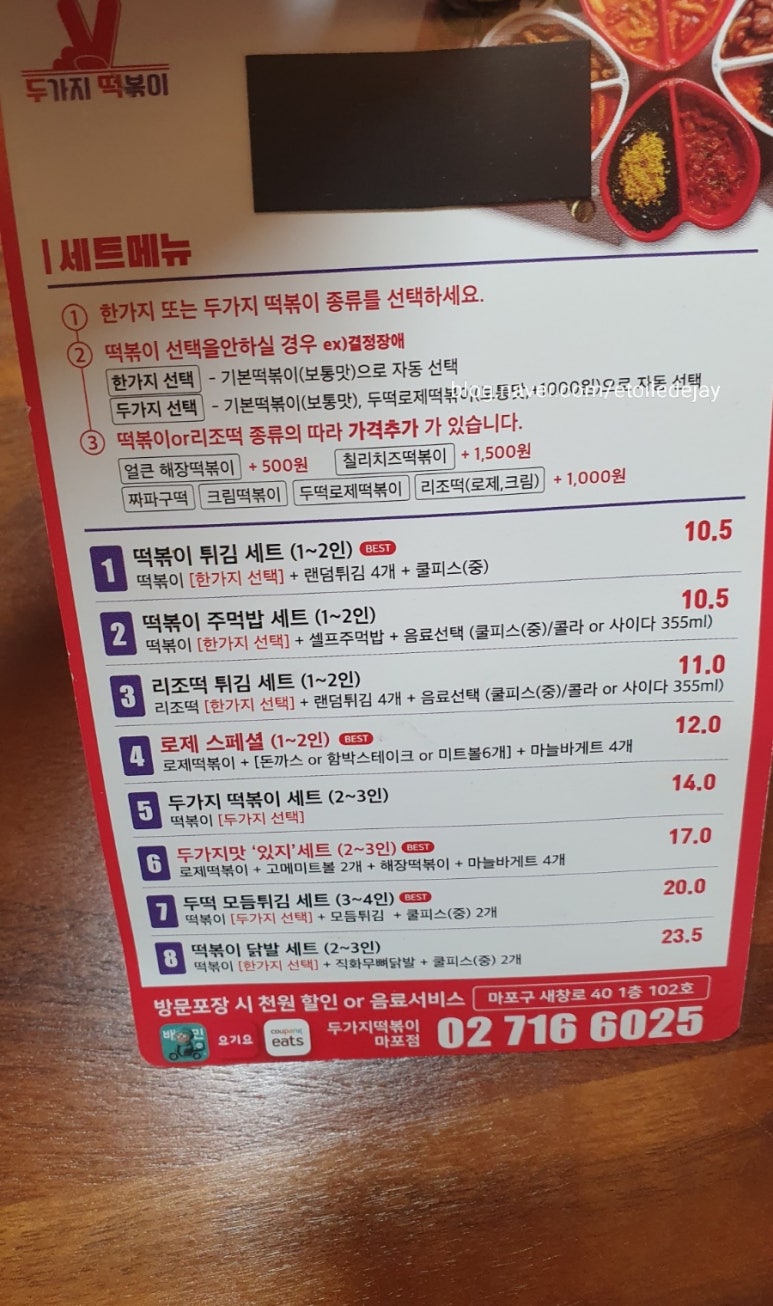 두가지 떡볶이
세트메뉴
① 한가지 또는 두가지 떡볶이 종류를 선택하세요.
② 떡볶이 선택을안하실 경우 ex)결정장애
한가지 선택 - 기본떡볶이(보통맛)으로 자동 선택
두가지 선택 - 기본떡볶이(보통맛), 두떡로제떡볶이(보통맛,+1000원)으로 자동 선택
③ 떡볶이or리조떡 종류의 따라 가격추가 가 있습니다.
얼큰 해장떡볶이 +500원 칠리치즈떡볶이 +1,500원
짜파구떡 크림떡볶이 두떡로제떡볶이 리조떡(로제,크림) +1,000원
1 떡볶이 튀김 세트 (1~2인) BEST 10.5
떡볶이 [한가지 선택] + 랜덤튀김 4개 + 쿨피스(중)
2 떡볶이 주먹밥 세트 (1~2인) 10.5
떡볶이 [한가지 선택] + 셀프주먹밥 + 음료선택 (쿨피스(중)/콜라 or 사이다 355ml)
3 리조떡 튀김 세트 (1~2인) 11.0
리조떡 [한가지 선택] + 랜덤튀김 4개 + 음료선택 (쿨피스(중)/콜라 or 사이다 355ml)
4 로제 스페셜 (1~2인) BEST 12.0
로제떡볶이 + [돈까스 or 함박스테이크 or 미트볼6개] + 마늘바게트 4개
5 두가지 떡볶이 세트 (2~3인) 14.0
떡볶이 [두가지 선택]
6 두가지맛 '있지'세트 (2~3인) BEST 17.0
로제떡볶이 + 고메미트볼 2개 + 해장떡볶이 + 마늘바게트 4개
7 두떡 모듬튀김 세트 (3~4인) BEST 20.0
떡볶이 [두가지 선택] + 모듬튀김 + 쿨피스(중) 2개
8 떡볶이 닭발 세트 (2~3인) 23.5
떡볶이 [한가지 선택] + 직화무뼈닭발 + 쿨피스(중) 2개
방문포장 시 천원 할인 or 음료서비스 마포구 새창로 40 1층 102호
배민 요기요 coupang eats 두가지떡볶이 마포점 02 716 6025